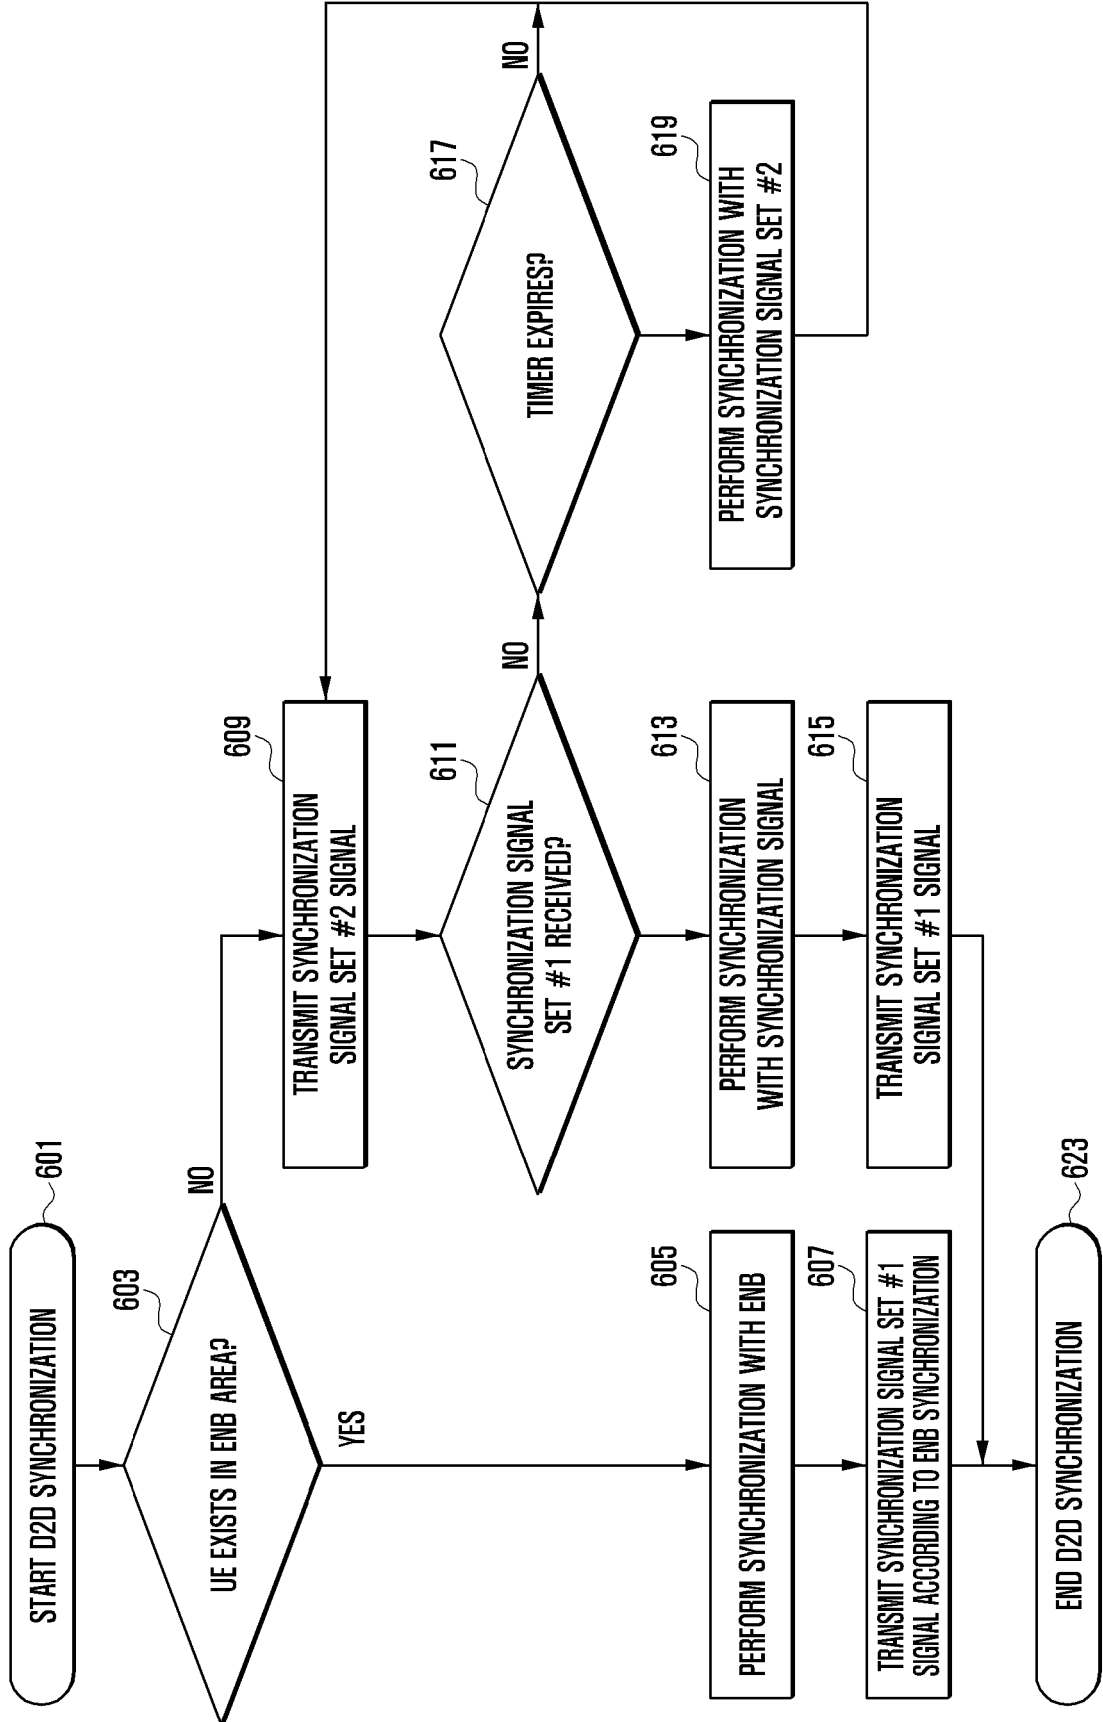 START D2D SYNCHRONIZATION
601
UE EXISTS IN ENB AREA?
603
NO
YES
PERFORM SYNCHRONIZATION WITH ENB
605
TRANSMIT SYNCHRONIZATION SIGNAL SET #1
SIGNAL ACCORDING TO ENB SYNCHRONIZATION
607
TRANSMIT SYNCHRONIZATION
SIGNAL SET #2 SIGNAL
609
SYNCHRONIZATION SIGNAL
SET #1 RECEIVED?
611
NO
PERFORM SYNCHRONIZATION
WITH SYNCHRONIZATION SIGNAL
613
TRANSMIT SYNCHRONIZATION
SIGNAL SET #1 SIGNAL
615
TIMER EXPIRES?
617
NO
PERFORM SYNCHRONIZATION WITH
SYNCHRONIZATION SIGNAL SET #2
619
END D2D SYNCHRONIZATION
623